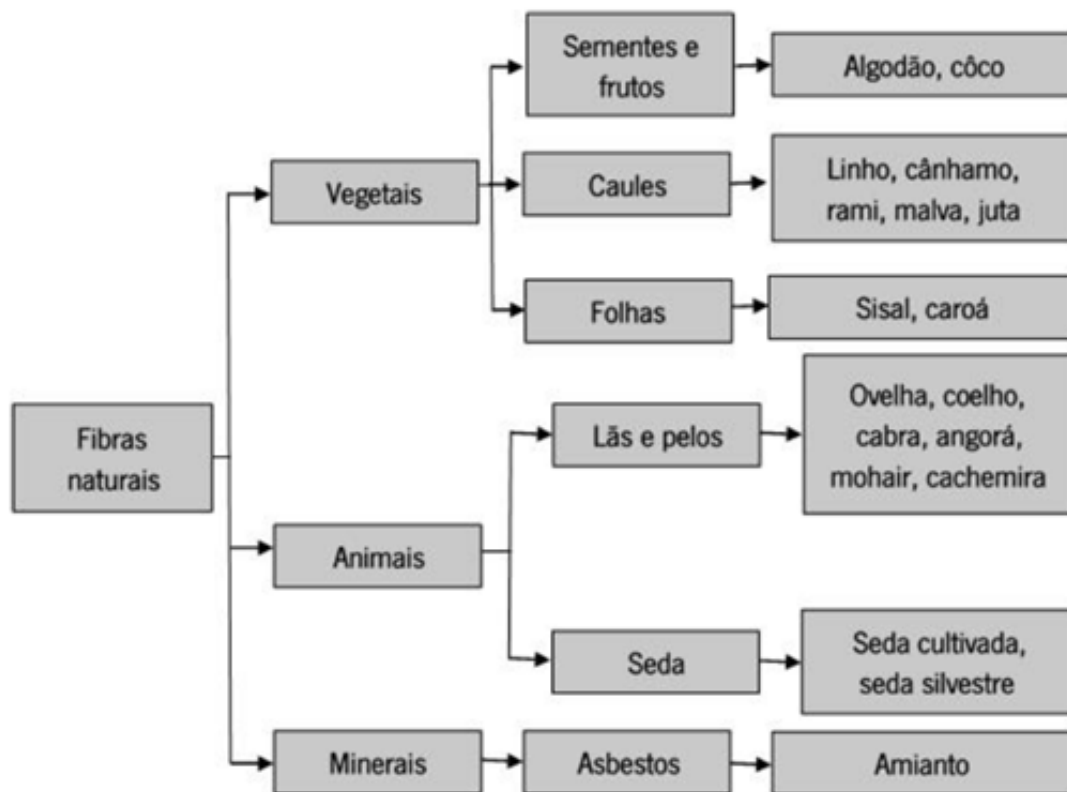 Sementes e
frutos
Algodão, côco
Vegetais
Caules
Linho, cânhamo,
rami, malva, juta
Folhas
Sisal, caroá
Fibras
naturais
Lãs e pelos
Ovelha, coelho,
cabra, angorá,
mohair, cachemira
Animais
Seda
Seda cultivada,
seda silvestre
Minerais
Asbestos
Amianto